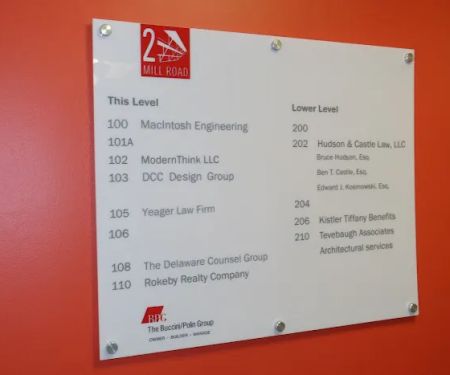 2
MILL ROAD
This Level
100 MacIntosh Engineering
101A
102 ModernThink LLC
103 DCC Design Group
105 Yeager Law Firm
106
108 The Delaware Counsel Group
110 Rokeby Realty Company
Lower Level
200
202 Hudson & Castle Law, LLC
Bruce Hudson, Esq.
Ben T. Castle, Esq.
Edward J. Kosmowski, Esq.
204
206 Kistler Tiffany Benefits
210 Tevebaugh Associates
Architectural services
BPG
The Buccini/Pollin Group
OWNER - BUILDER - MANAGER